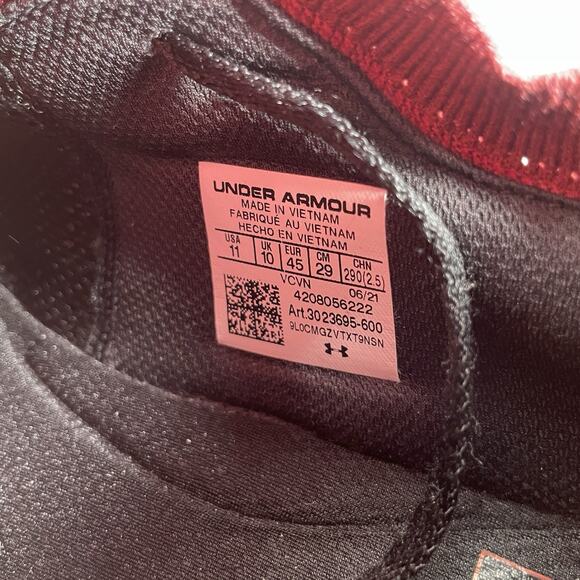 UNDER ARMOUR
MADE IN VIETNAM
FABRIQUÉ AU VIETNAM
HECHO EN VIETNAM
USA UK EUR CM CHN
11 10 45 29 290(2.5)
VCVN 06/21
4208056222
Art.3023695-600
9L0CMGZVTXT9NSN